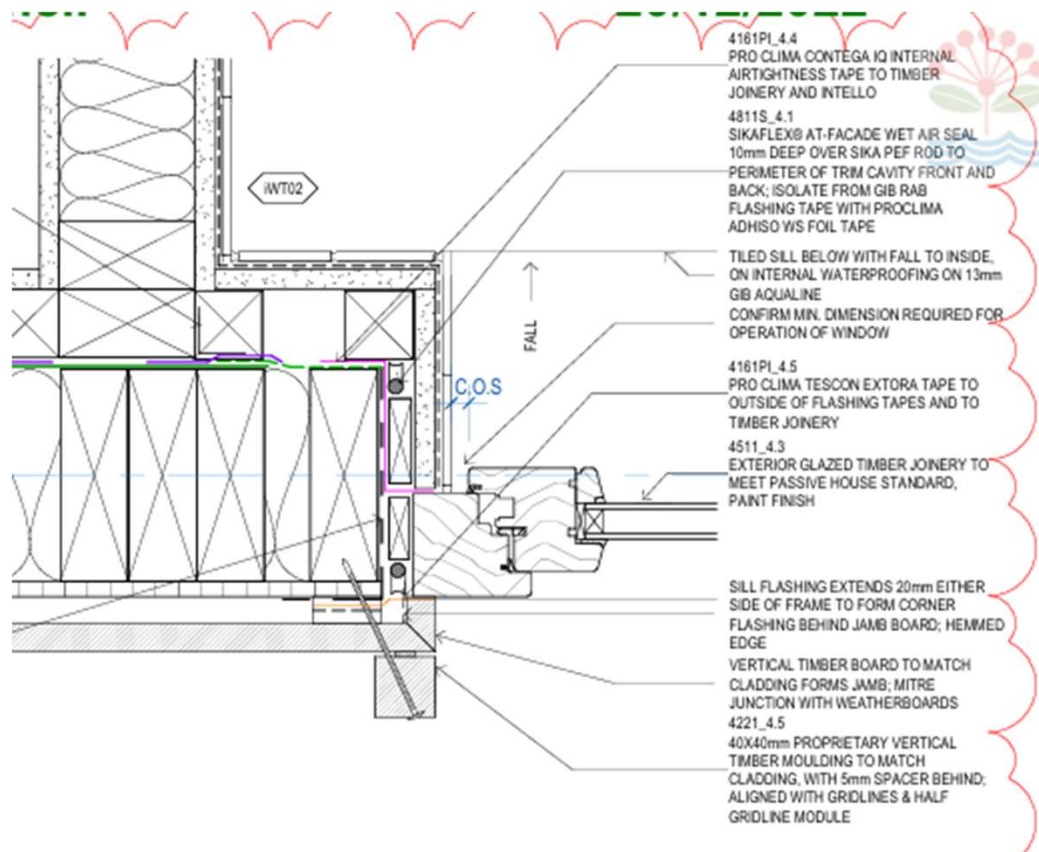 4161PI_4.4
PRO CLIMA CONTEGA IQ INTERNAL
AIRTIGHTNESS TAPE TO TIMBER
JOINERY AND INTELLO
4811S_4.1
SIKAFLEX® AT-FACADE WET AIR SEAL
10mm DEEP OVER SIKA PEF ROD TO
PERIMETER OF TRIM CAVITY FRONT AND
BACK; ISOLATE FROM GIB RAB
FLASHING TAPE WITH PROCLIMA
ADHISO WS FOIL TAPE
iWT02
TILED SILL BELOW WITH FALL TO INSIDE,
ON INTERNAL WATERPROOFING ON 13mm
GIB AQUALINE
CONFIRM MIN. DIMENSION REQUIRED FOR
OPERATION OF WINDOW
FALL
C.O.S
4161PI_4.5
PRO CLIMA TESCON EXTORA TAPE TO
OUTSIDE OF FLASHING TAPES AND TO
TIMBER JOINERY
4511_4.3
EXTERIOR GLAZED TIMBER JOINERY TO
MEET PASSIVE HOUSE STANDARD,
PAINT FINISH
SILL FLASHING EXTENDS 20mm EITHER
SIDE OF FRAME TO FORM CORNER
FLASHING BEHIND JAMB BOARD; HEMMED
EDGE
VERTICAL TIMBER BOARD TO MATCH
CLADDING FORMS JAMB; MITRE
JUNCTION WITH WEATHERBOARDS
4221_4.5
40X40mm PROPRIETARY VERTICAL
TIMBER MOULDING TO MATCH
CLADDING, WITH 5mm SPACER BEHIND;
ALIGNED WITH GRIDLINES & HALF
GRIDLINE MODULE